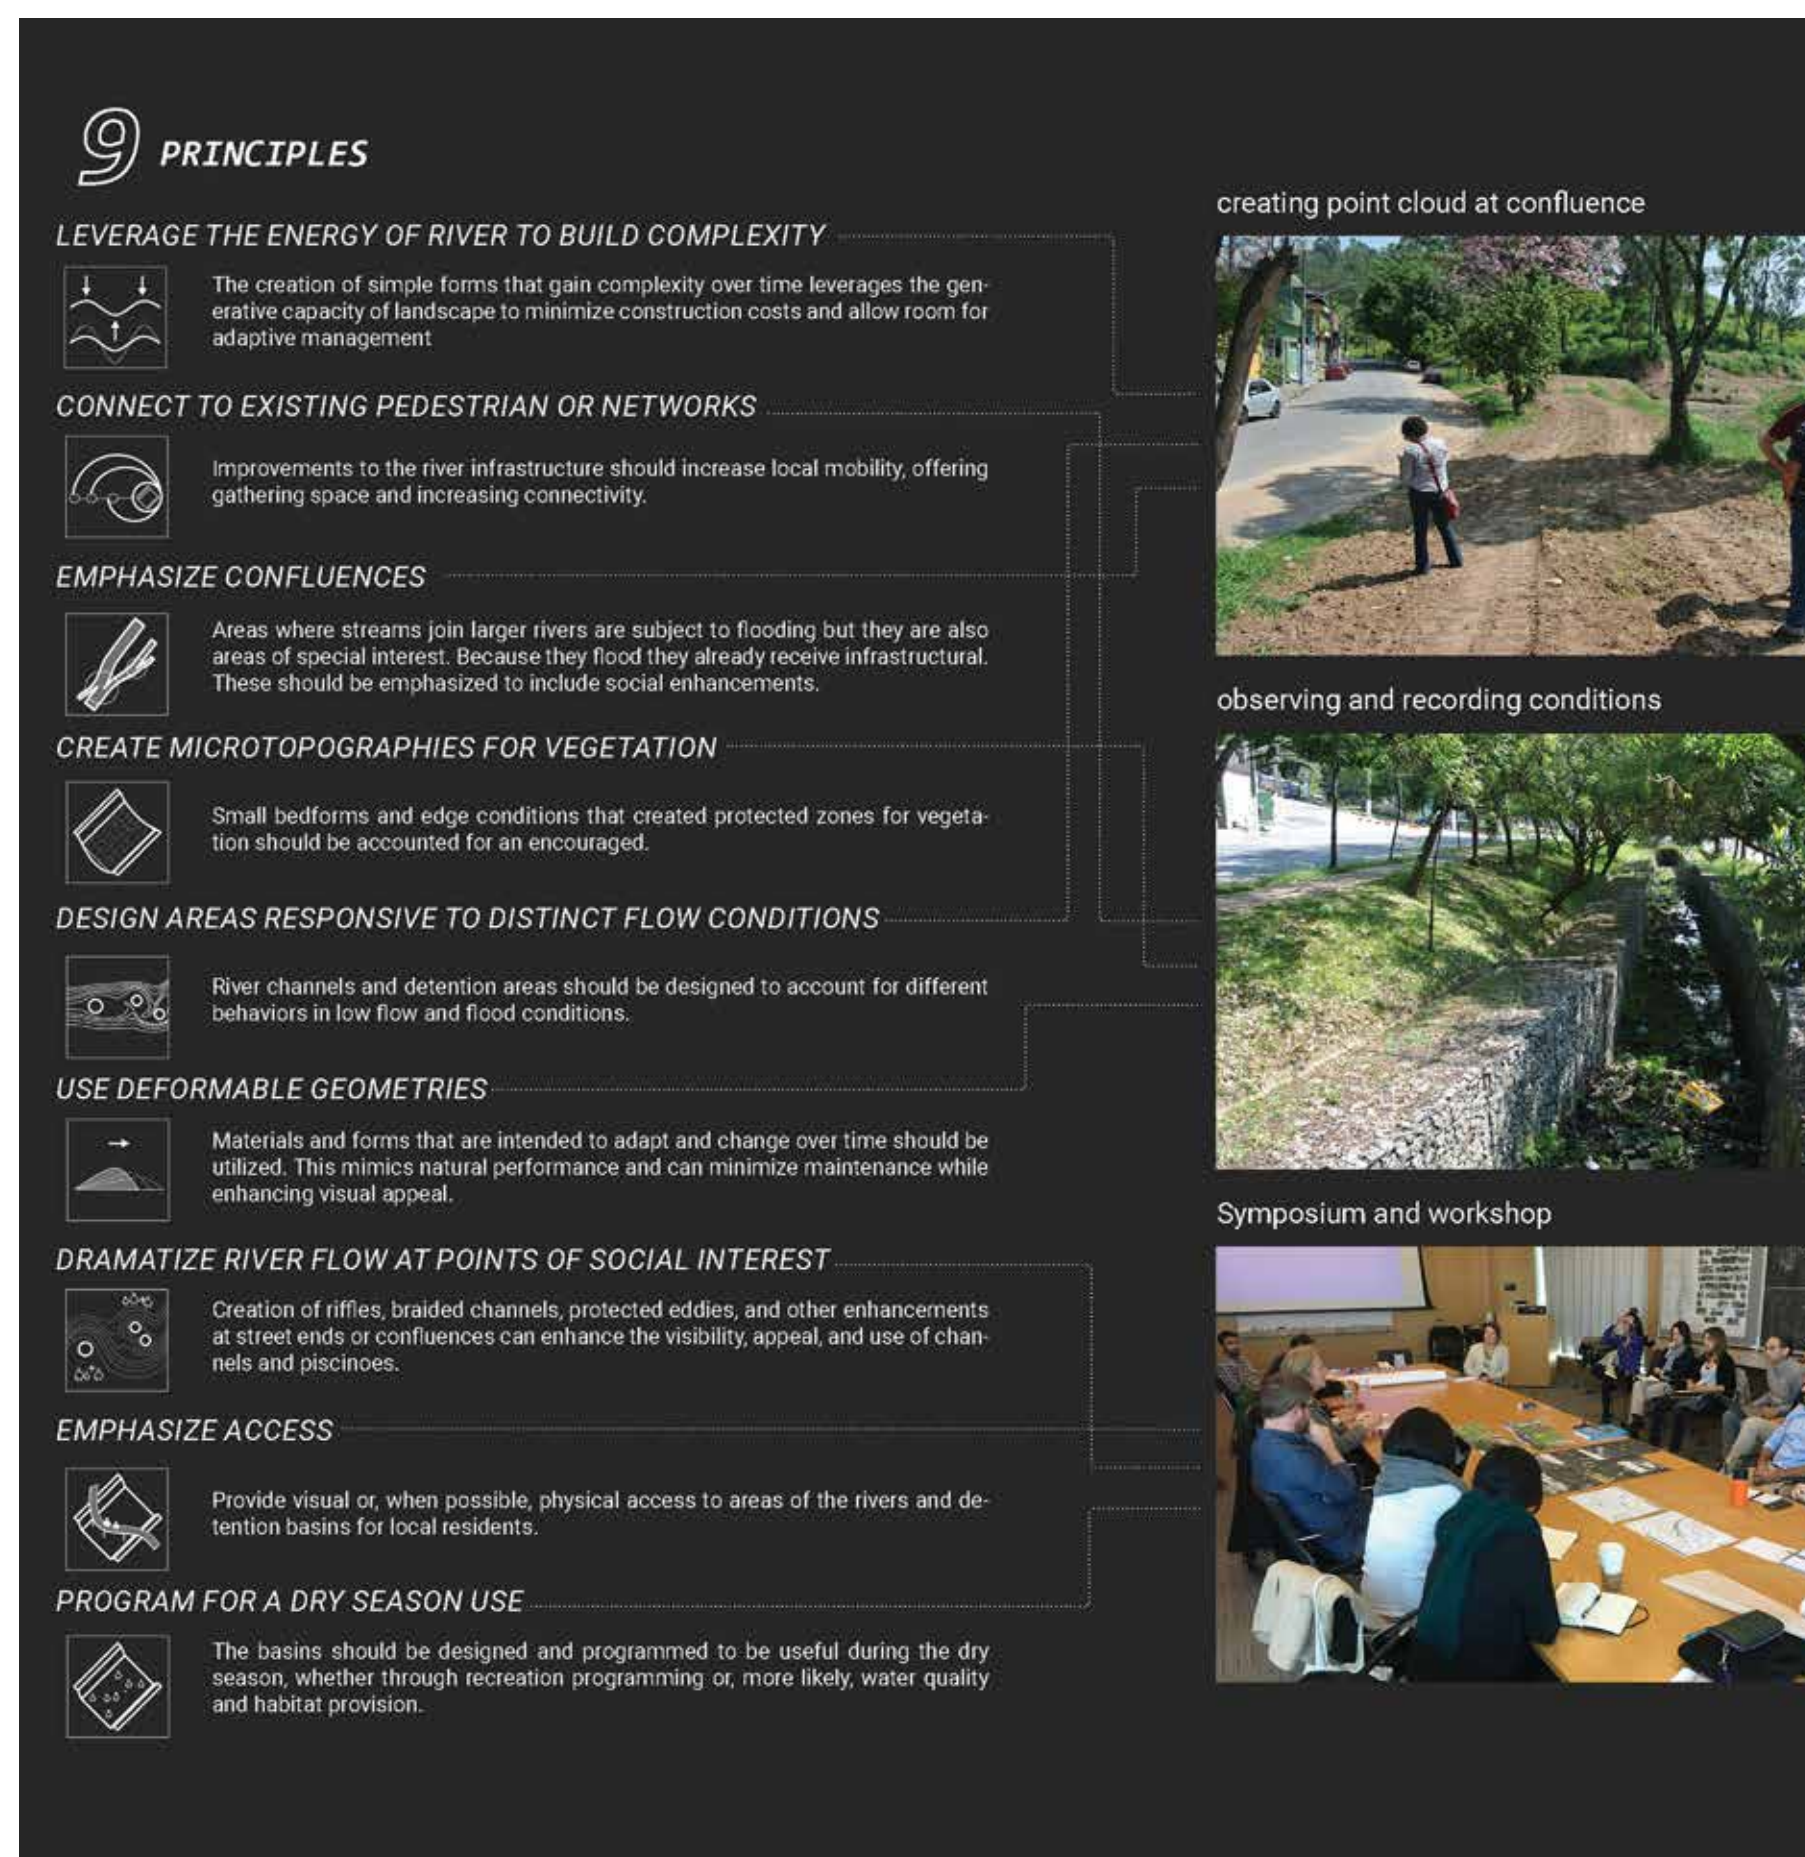 9 PRINCIPLES
LEVERAGE THE ENERGY OF RIVER TO BUILD COMPLEXITY
The creation of simple forms that gain complexity over time leverages the gen-
erative capacity of landscape to minimize construction costs and allow room for
adaptive management
CONNECT TO EXISTING PEDESTRIAN OR NETWORKS
Improvements to the river infrastructure should increase local mobility, offering
gathering space and increasing connectivity.
EMPHASIZE CONFLUENCES
Areas where streams join larger rivers are subject to flooding but they are also
areas of special interest. Because they flood they already receive infrastructural.
These should be emphasized to include social enhancements.
CREATE MICROTOPOGRAPHIES FOR VEGETATION
Small bedforms and edge conditions that created protected zones for vegeta-
tion should be accounted for an encouraged.
DESIGN AREAS RESPONSIVE TO DISTINCT FLOW CONDITIONS
River channels and detention areas should be designed to account for different
behaviors in low flow and flood conditions.
USE DEFORMABLE GEOMETRIES
Materials and forms that are intended to adapt and change over time should be
utilized. This mimics natural performance and can minimize maintenance while
enhancing visual appeal.
DRAMATIZE RIVER FLOW AT POINTS OF SOCIAL INTEREST
Creation of riffles, braided channels, protected eddies, and other enhancements
at street ends or confluences can enhance the visibility, appeal, and use of chan-
nels and piscinoes.
EMPHASIZE ACCESS
Provide visual or, when possible, physical access to areas of the rivers and de-
tention basins for local residents.
PROGRAM FOR A DRY SEASON USE
The basins should be designed and programmed to be useful during the dry
season, whether through recreation programming or, more likely, water quality
and habitat provision.
creating point cloud at confluence
observing and recording conditions
Symposium and workshop